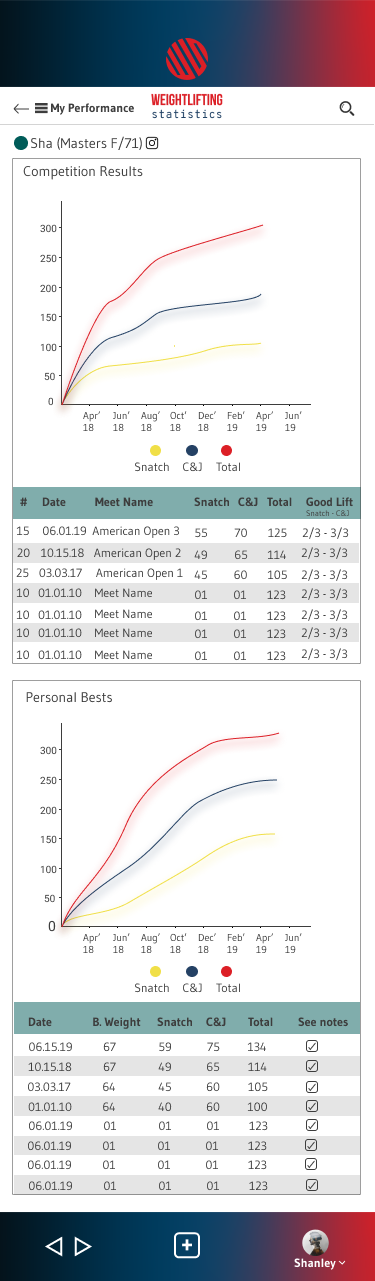 WEIGHTLIFTING
statistics
My Performance
Sha (Masters F/71)
Competition Results
300
250
200
150
100
50
0
Apr' Jun' Aug' Oct' Dec' Feb' Apr' Jun'
18 18 18 18 18 19 19 19
Snatch C&J Total
# Date Meet Name Snatch C&J Total Good Lift
Snatch - C&J
15 06.01.19 American Open 3 55 70 125 2/3 - 3/3
20 10.15.18 American Open 2 49 65 114 2/3 - 3/3
25 03.03.17 American Open 1 45 60 105 2/3 - 3/3
10 01.01.10 Meet Name 01 01 123 2/3 - 3/3
10 01.01.10 Meet Name 01 01 123 2/3 - 3/3
10 01.01.10 Meet Name 01 01 123 2/3 - 3/3
10 01.01.10 Meet Name 01 01 123 2/3 - 3/3
Personal Bests
300
250
200
150
100
50
0
Apr' Jun' Aug' Oct' Dec' Feb' Apr' Jun'
18 18 18 18 18 19 19 19
Snatch C&J Total
Date B. Weight Snatch C&J Total See notes
06.15.19 67 59 75 134
10.15.18 67 49 65 114
03.03.17 64 45 60 105
01.01.10 64 40 60 100
06.01.19 01 01 01 123
06.01.19 01 01 01 123
06.01.19 01 01 01 123
06.01.19 01 01 01 123
Shanley